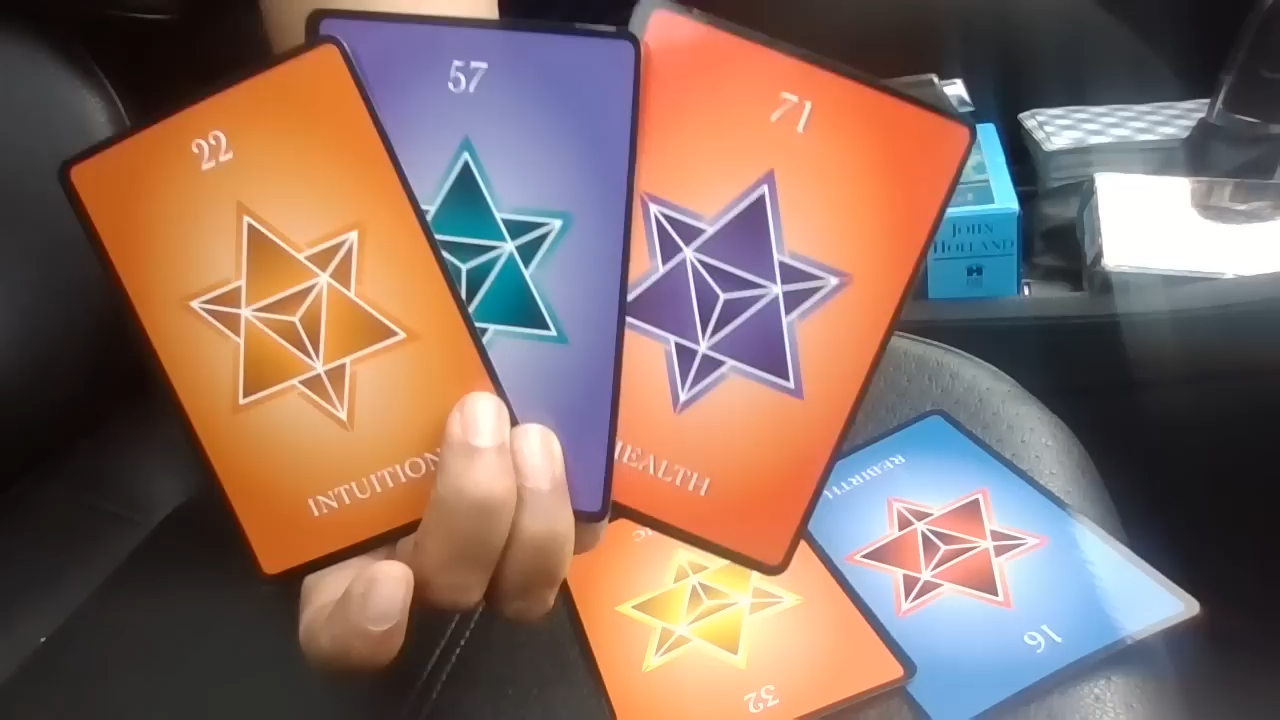 22
INTUITION
57
71
HEALTH
JOHN
HOLLAND
REBIRTH
16
32